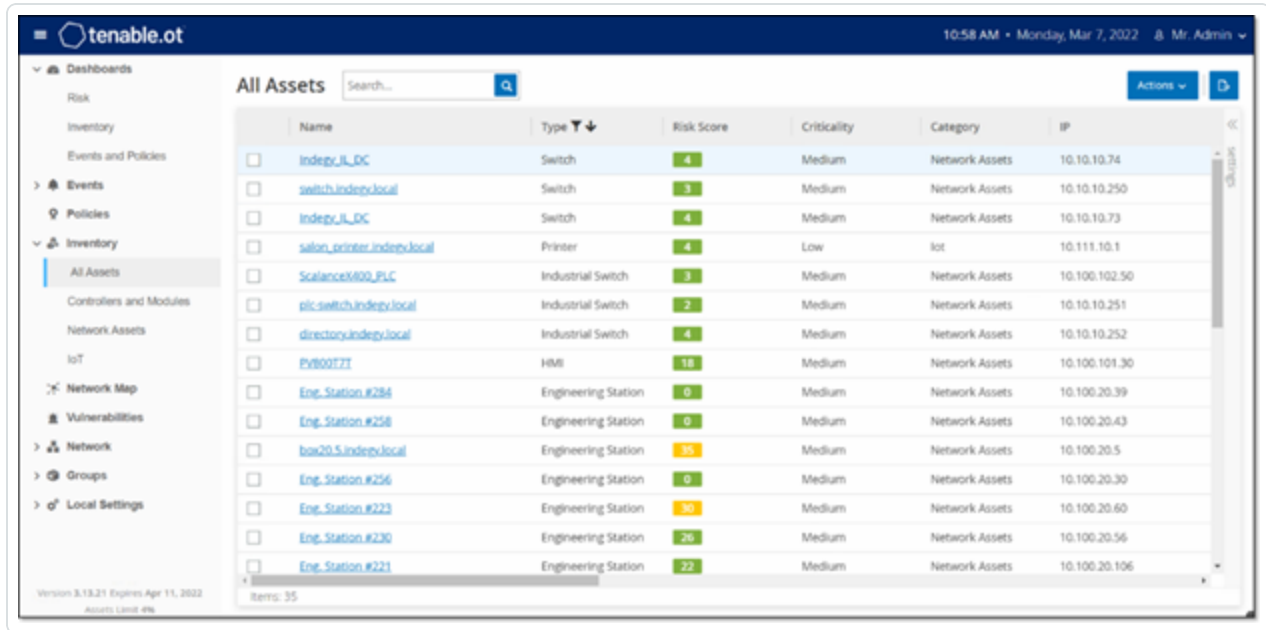 tenable.ot
10:58 AM • Monday, Mar 7, 2022 Mr. Admin
Dashboards
Risk
Inventory
Events and Policies
Events
Policies
Inventory
All Assets
Controllers and Modules
Network Assets
IoT
Network Map
Vulnerabilities
Network
Groups
Local Settings
Version 3.13.21 Expires Apr 11, 2022
Assets Limit 4%
All Assets Search... Actions
Name Type Risk Score Criticality Category IP
settings
Indegy_IL_DC Switch 4 Medium Network Assets 10.10.10.74
switch.indegy.local Switch 3 Medium Network Assets 10.10.10.250
Indegy_IL_DC Switch 4 Medium Network Assets 10.10.10.73
salon_printer.indegy.local Printer 4 Low Iot 10.111.10.1
ScalanceX400_PLC Industrial Switch 3 Medium Network Assets 10.100.102.50
plc-switch.indegy.local Industrial Switch 2 Medium Network Assets 10.10.10.251
directory.indegy.local Industrial Switch 4 Medium Network Assets 10.10.10.252
PV800T7T HMI 18 Medium Network Assets 10.100.101.30
Eng. Station #284 Engineering Station 0 Medium Network Assets 10.100.20.39
Eng. Station #258 Engineering Station 0 Medium Network Assets 10.100.20.43
box20.5.indegy.local Engineering Station 35 Medium Network Assets 10.100.20.5
Eng. Station #256 Engineering Station 0 Medium Network Assets 10.100.20.30
Eng. Station #223 Engineering Station 30 Medium Network Assets 10.100.20.60
Eng. Station #230 Engineering Station 26 Medium Network Assets 10.100.20.56
Eng. Station #221 Engineering Station 22 Medium Network Assets 10.100.20.106
Items: 35